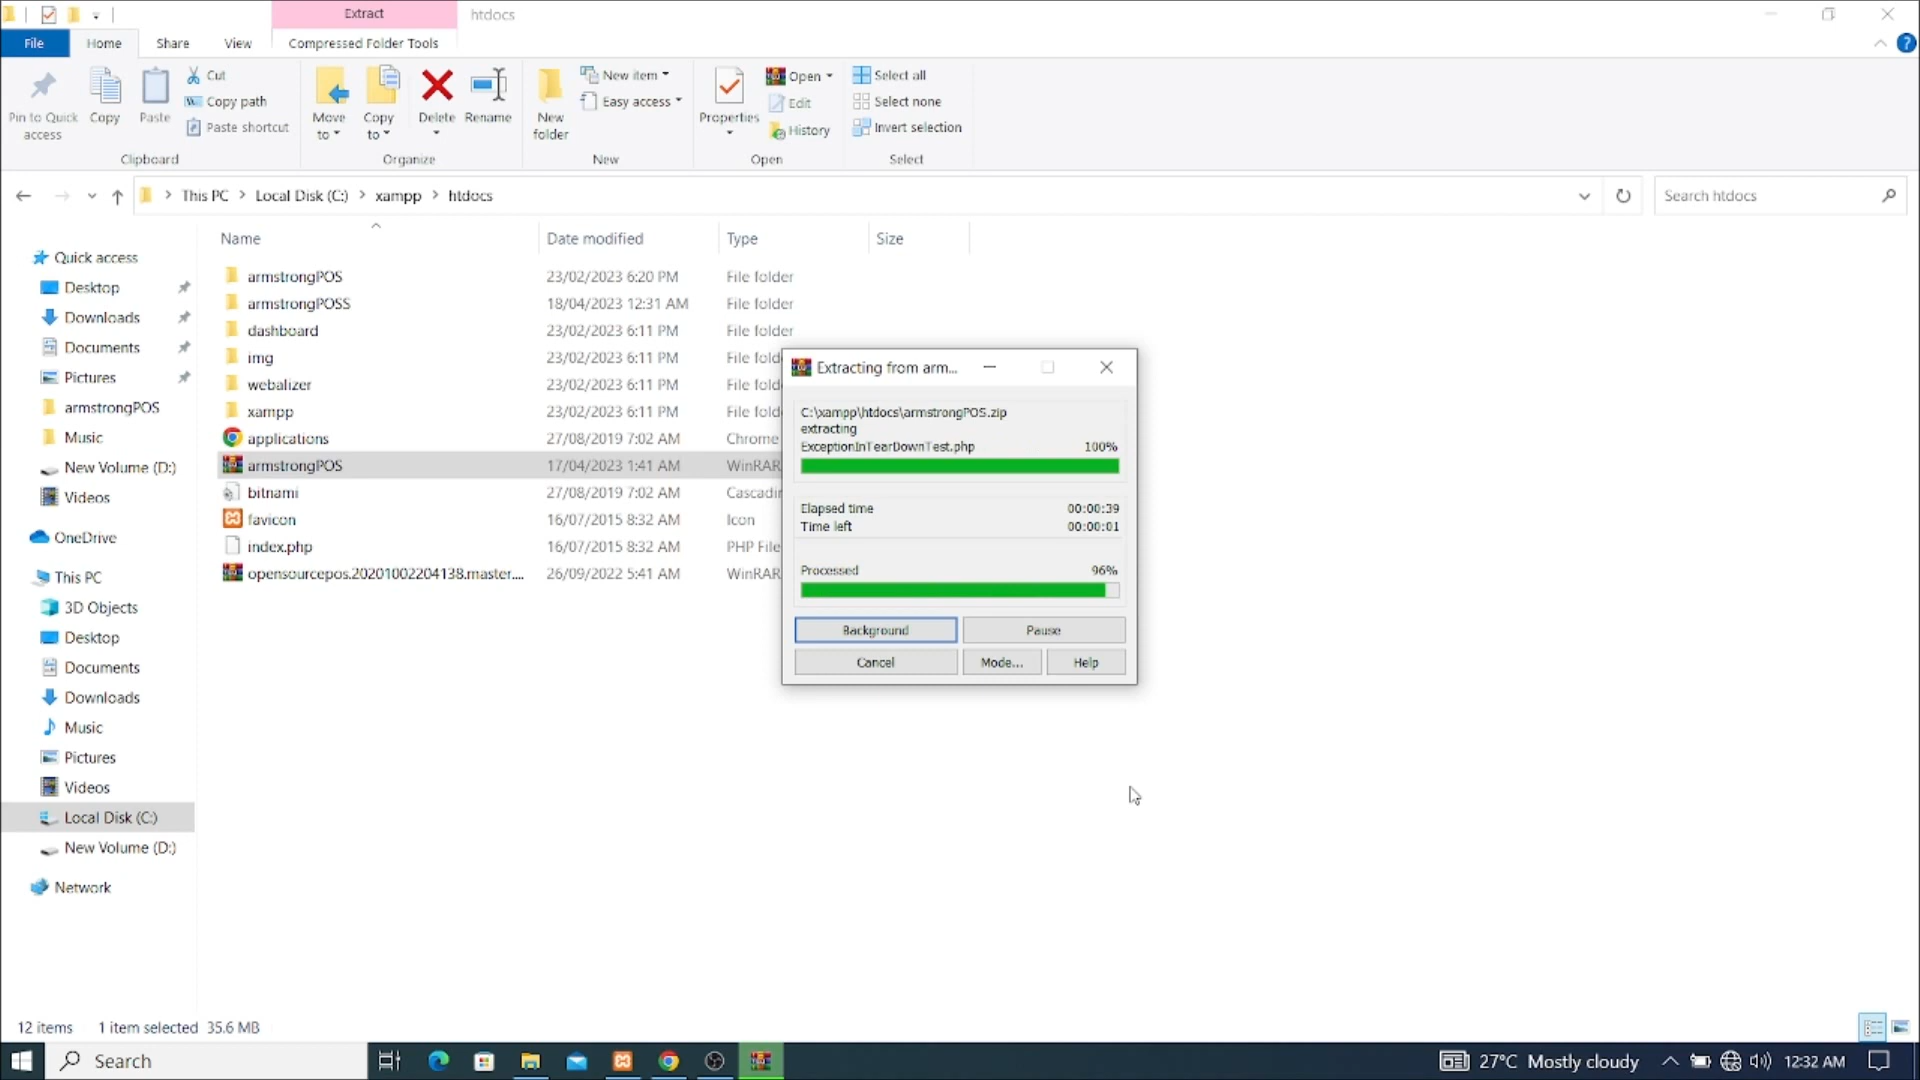 Extract
htdocs
File
Home
Share
View
Compressed Folder Tools
Pin to Quick access
Copy
Paste
Cut
Copy path
Paste shortcut
Clipboard
Move to
Copy to
Delete
Rename
Organize
New folder
New item
Easy access
New
Properties
Open
Edit
History
Open
Select all
Select none
Invert selection
Select
This PC > Local Disk (C:) > xampp > htdocs
Search htdocs
Name Date modified Type Size
Quick access
Desktop
Downloads
Documents
Pictures
armstrongPOS
Music
New Volume (D:)
Videos
OneDrive
This PC
3D Objects
Desktop
Documents
Downloads
Music
Pictures
Videos
Local Disk (C:)
New Volume (D:)
Network
armstrongPOS 23/02/2023 6:20 PM File folder
armstrongPOSS 18/04/2023 12:31 AM File folder
dashboard 23/02/2023 6:11 PM File folder
img 23/02/2023 6:11 PM File fold
webalizer 23/02/2023 6:11 PM File fold
xampp 23/02/2023 6:11 PM File fold
applications 27/08/2019 7:02 AM Chrome
armstrongPOS 17/04/2023 1:41 AM WinRAR
bitnami 27/08/2019 7:02 AM Cascadin
favicon 16/07/2015 8:32 AM Icon
index.php 16/07/2015 8:32 AM PHP File
opensourcepos.20201002204138.master.... 26/09/2022 5:41 AM WinRAR
Extracting from arm...
C:\xampp\htdocs\armstrongPOS.zip
extracting
ExceptionInTearDownTest.php 100%
Elapsed time 00:00:39
Time left 00:00:01
Processed 96%
Background
Pause
Cancel
Mode...
Help
12 items 1 item selected 35.6 MB
Search
27°C Mostly cloudy
12:32 AM